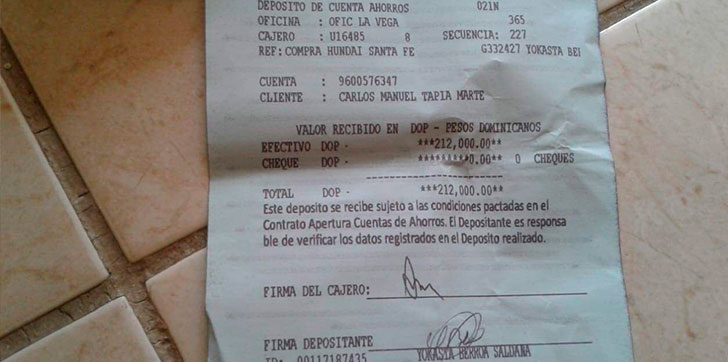 DEPOSITO DE CUENTA AHORROS 021N
OFICINA : OFIC LA VEGA 365
CAJERO : U16485 8 SECUENCIA: 227
REF: COMPRA HUNDAI SANTA FE G332427 YOKASTA BE
CUENTA : 9600576347
CLIENTE : CARLOS MANUEL TAPIA MARTE
VALOR RECIBIDO EN DOP - PESOS DOMINICANOS
EFECTIVO DOP - ***212,000.00**
CHEQUE DOP - *********0.00** 0 CHEQUES
TOTAL DOP - ***212,000.00**
Este deposito se recibe sujeto a las condiciones pactadas en el
Contrato Apertura Cuentas de Ahorros. El Depositante es responsa
ble de verificar los datos registrados en el Deposito realizado.
FIRMA DEL CAJERO:
FIRMA DEPOSITANTE
YOKASTA BERROA SALDANA
ID: 00117187435